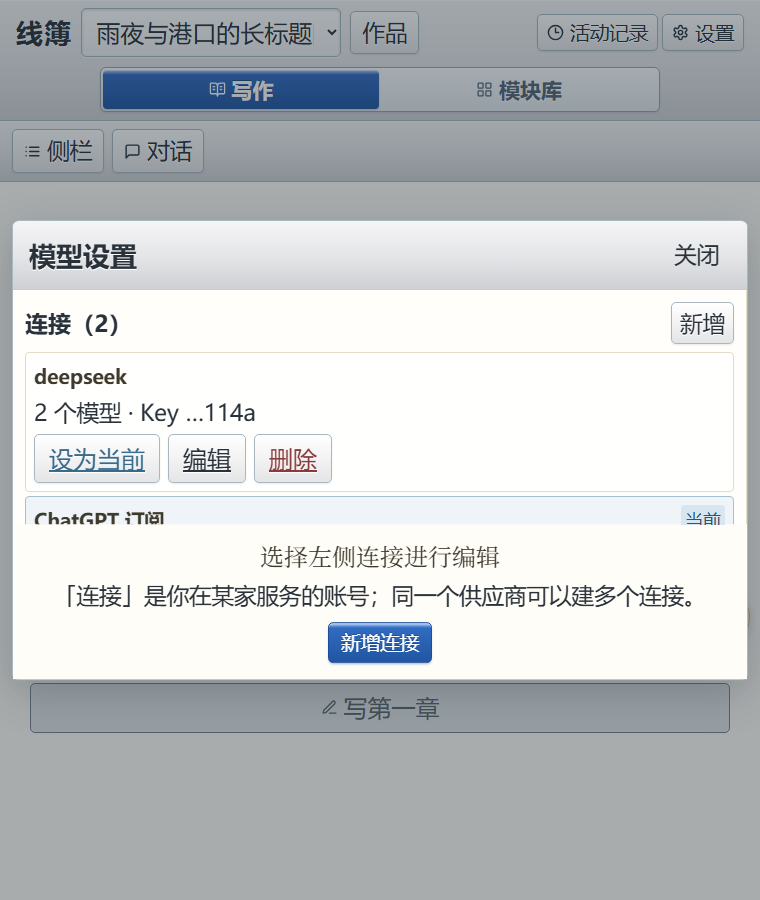 线簿 雨夜与港口的长标题 作品 活动记录 设置
写作 模块库
侧栏 对话
模型设置 关闭
连接（2） 新增
deepseek
2 个模型 · Key …114a
设为当前 编辑 删除
ChatGPT 订阅 当前
选择左侧连接进行编辑
「连接」是你在某家服务的账号；同一个供应商可以建多个连接。
新增连接
写第一章